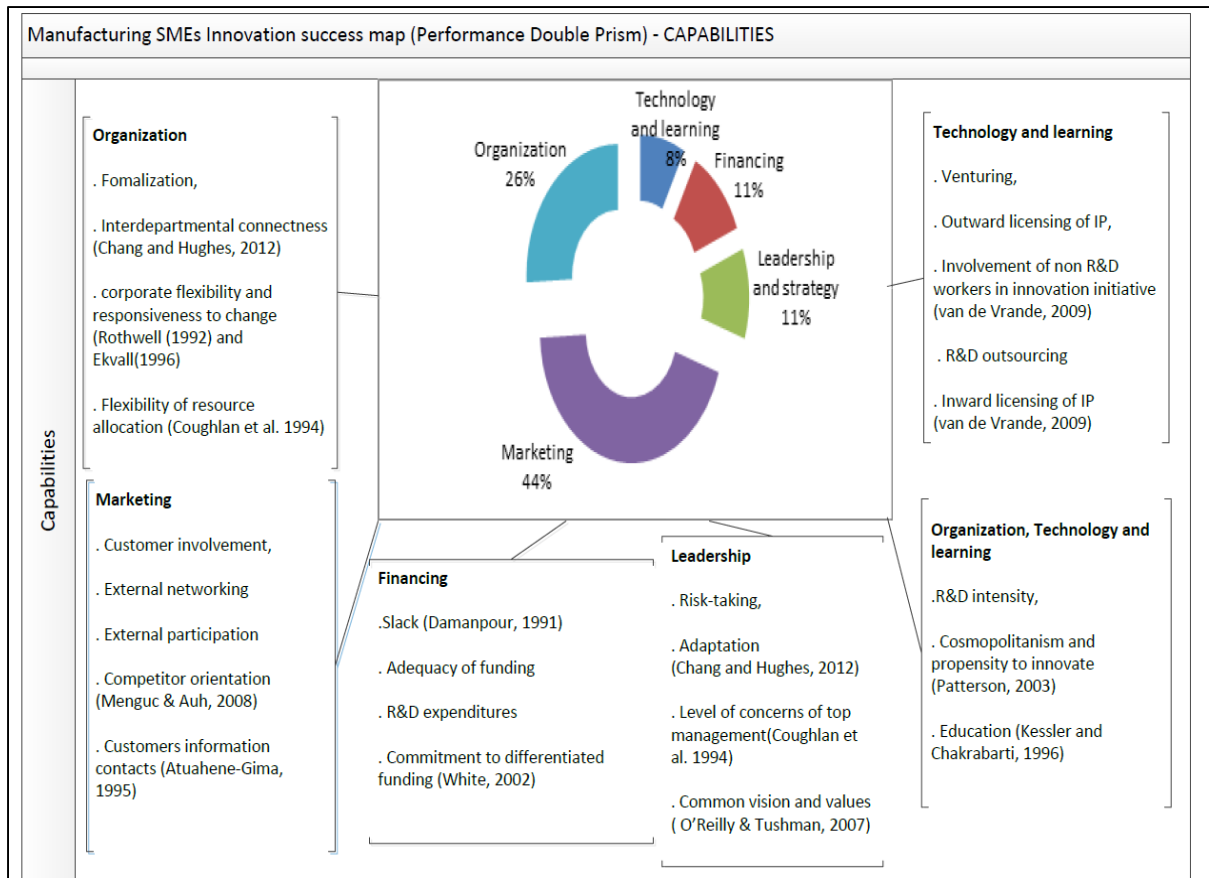 Manufacturing SMEs Innovation success map (Performance Double Prism) - CAPABILITIES
Capabilities
Organization
. Fomalization,
. Interdepartmental connectness
(Chang and Hughes, 2012)
. corporate flexibility and
responsiveness to change
(Rothwell (1992) and
Ekvall(1996)
. Flexibility of resource
allocation (Coughlan et al. 1994)
Marketing
. Customer involvement,
. External networking
. External participation
. Competitor orientation
(Menguc & Auh, 2008)
. Customers information
contacts (Atuahene-Gima,
1995)
Technology
and learning
8%
Financing
11%
Leadership
and strategy
11%
Marketing
44%
Organization
26%
Financing
.Slack (Damanpour, 1991)
. Adequacy of funding
. R&D expenditures
. Commitment to differentiated
funding (White, 2002)
Leadership
. Risk-taking,
. Adaptation
(Chang and Hughes, 2012)
. Level of concerns of top
management(Coughlan et
al. 1994)
. Common vision and values
( O’Reilly & Tushman, 2007)
Technology and learning
. Venturing,
. Outward licensing of IP,
. Involvement of non R&D
workers in innovation initiative
(van de Vrande, 2009)
. R&D outsourcing
. Inward licensing of IP
(van de Vrande, 2009)
Organization, Technology and
learning
.R&D intensity,
. Cosmopolitanism and
propensity to innovate
(Patterson, 2003)
. Education (Kessler and
Chakrabarti, 1996)